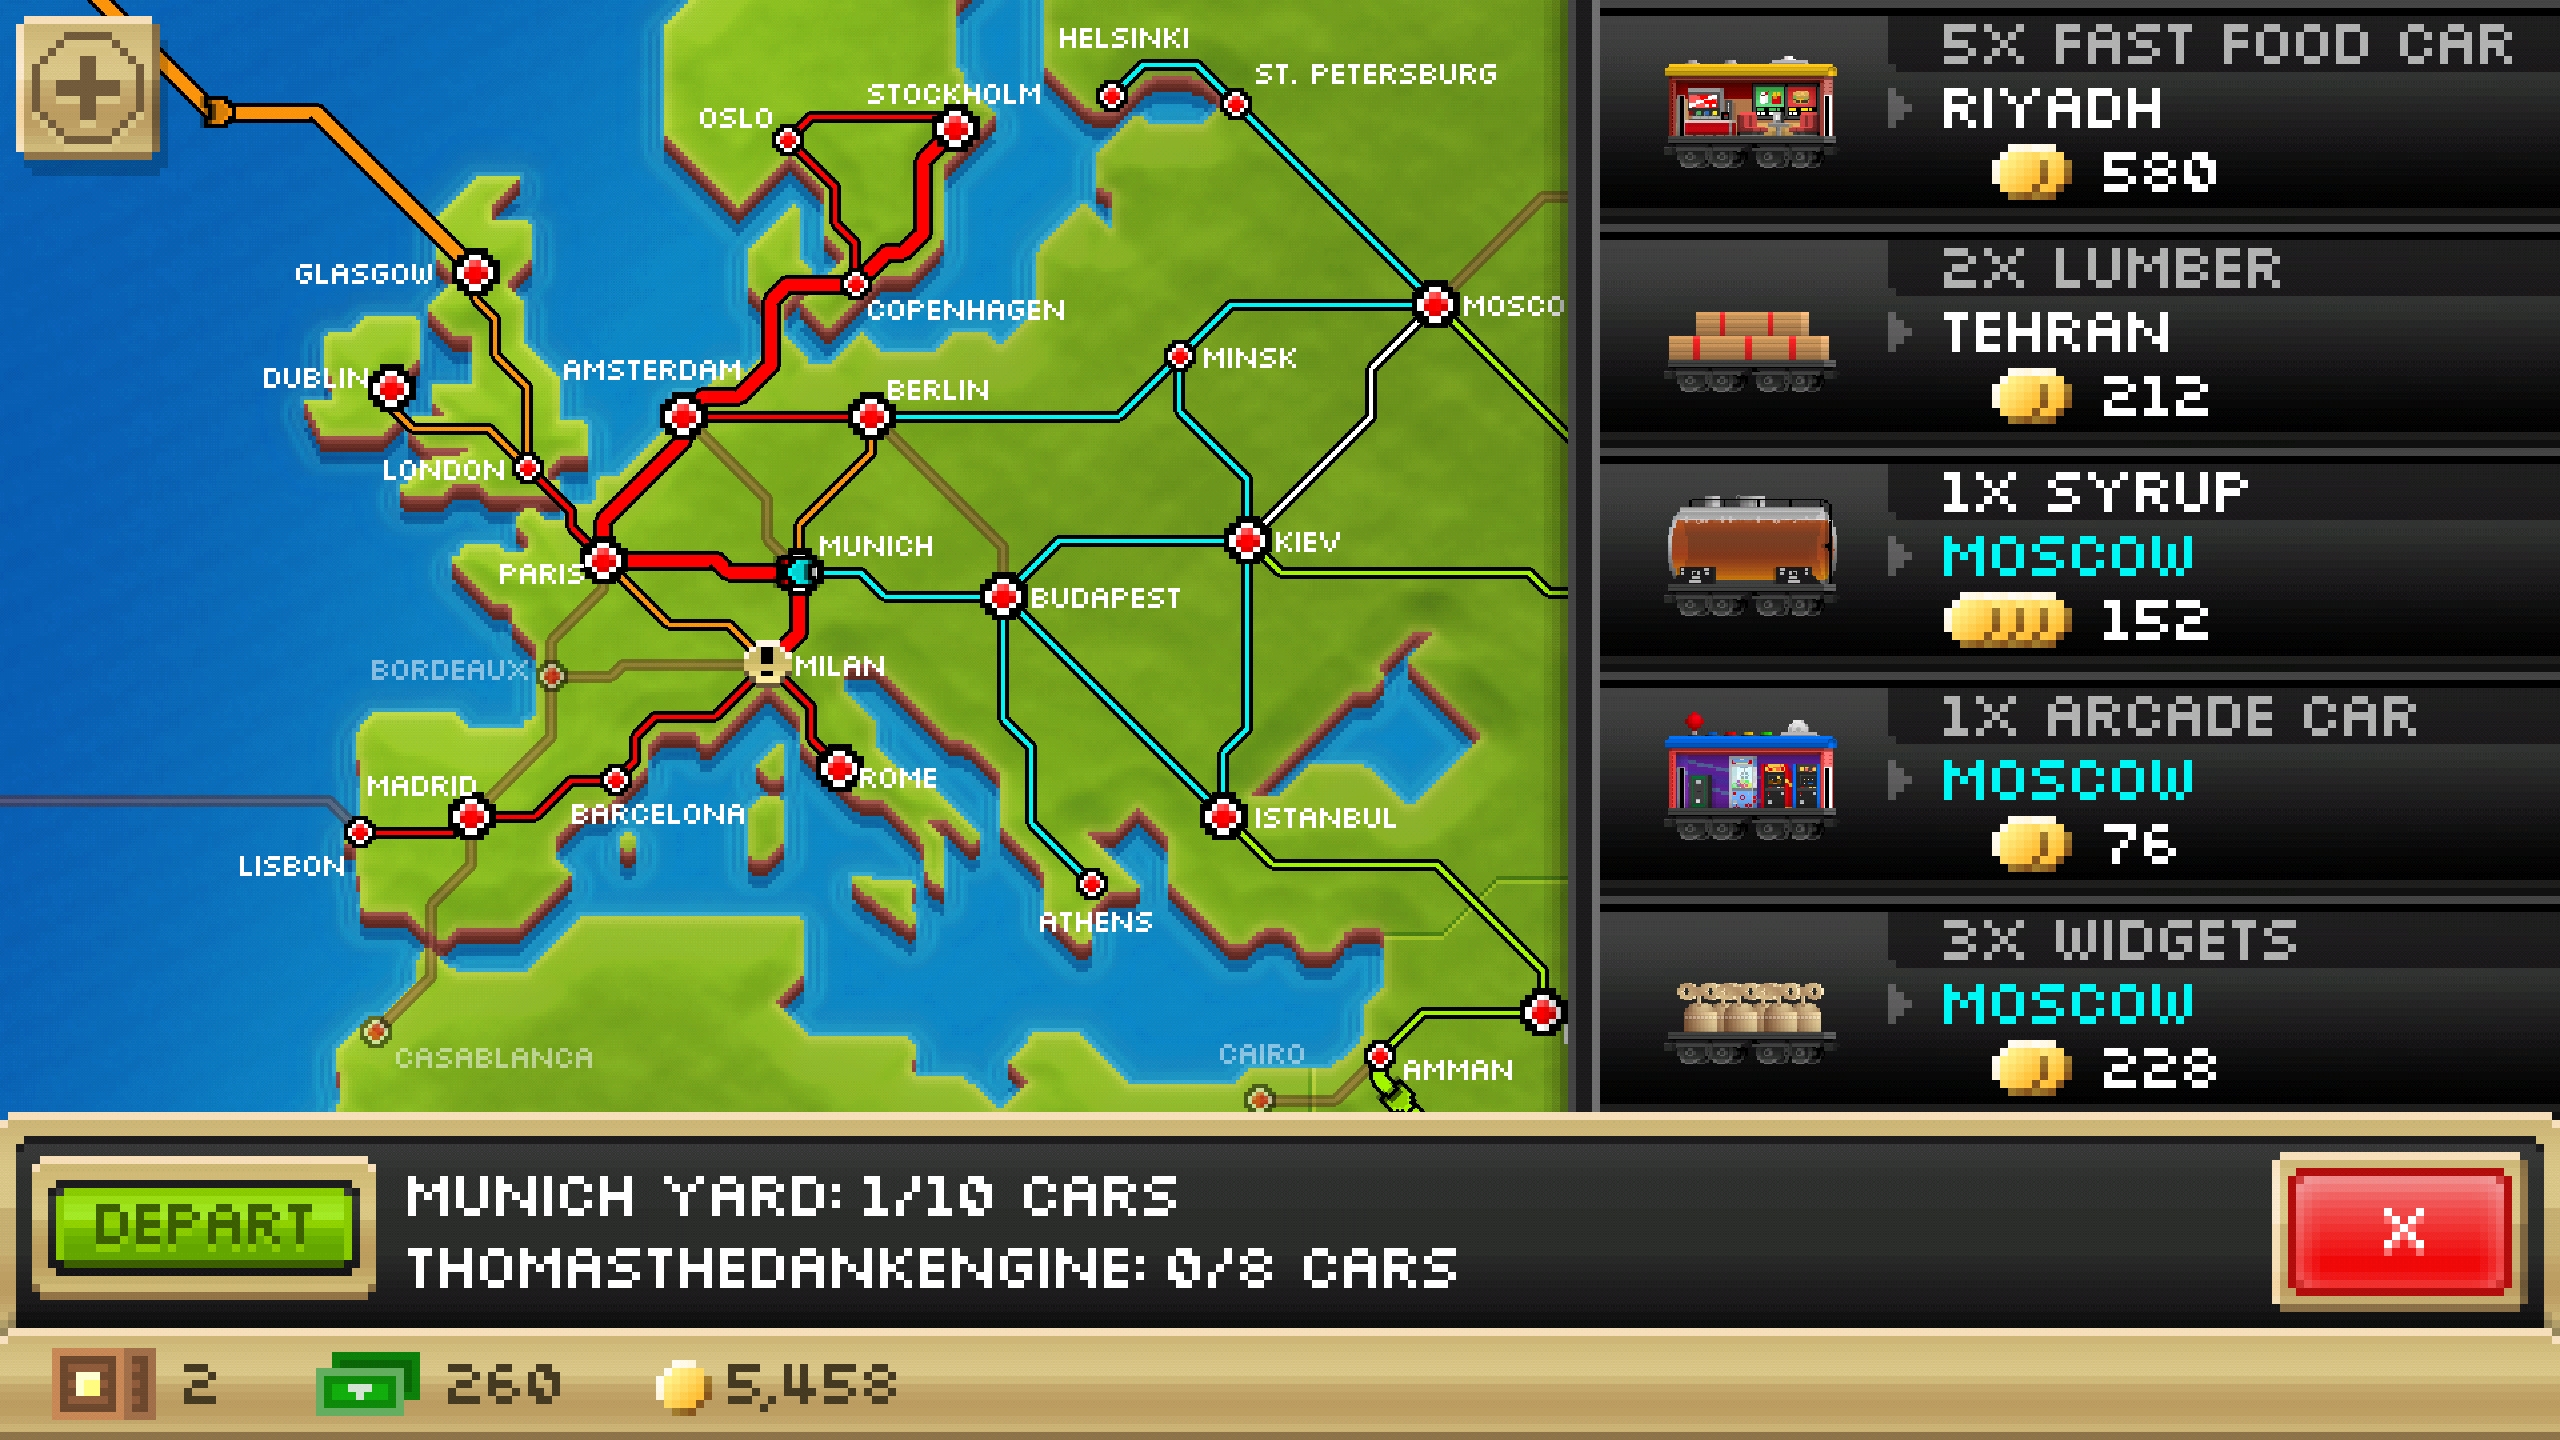 HELSINKI
ST. PETERSBURG
STOCKHOLM
OSLO
GLASGOW
COPENHAGEN
MOSCO
MINSK
AMSTERDAM
DUBLIN
BERLIN
LONDON
MUNICH
KIEV
PARIS
BUDAPEST
BORDEAUX
MILAN
MADRID
ROME
BARCELONA
ISTANBUL
LISBON
ATHENS
CASABLANCA
CAIRO
AMMAN
5X FAST FOOD CAR
RIYADH
580
2X LUMBER
TEHRAN
212
1X SYRUP
MOSCOW
152
1X ARCADE CAR
MOSCOW
76
3X WIDGETS
MOSCOW
228
DEPART
MUNICH YARD: 1/10 CARS
THOMASTHEDANKENGINE: 0/8 CARS
X
2
260
5,458